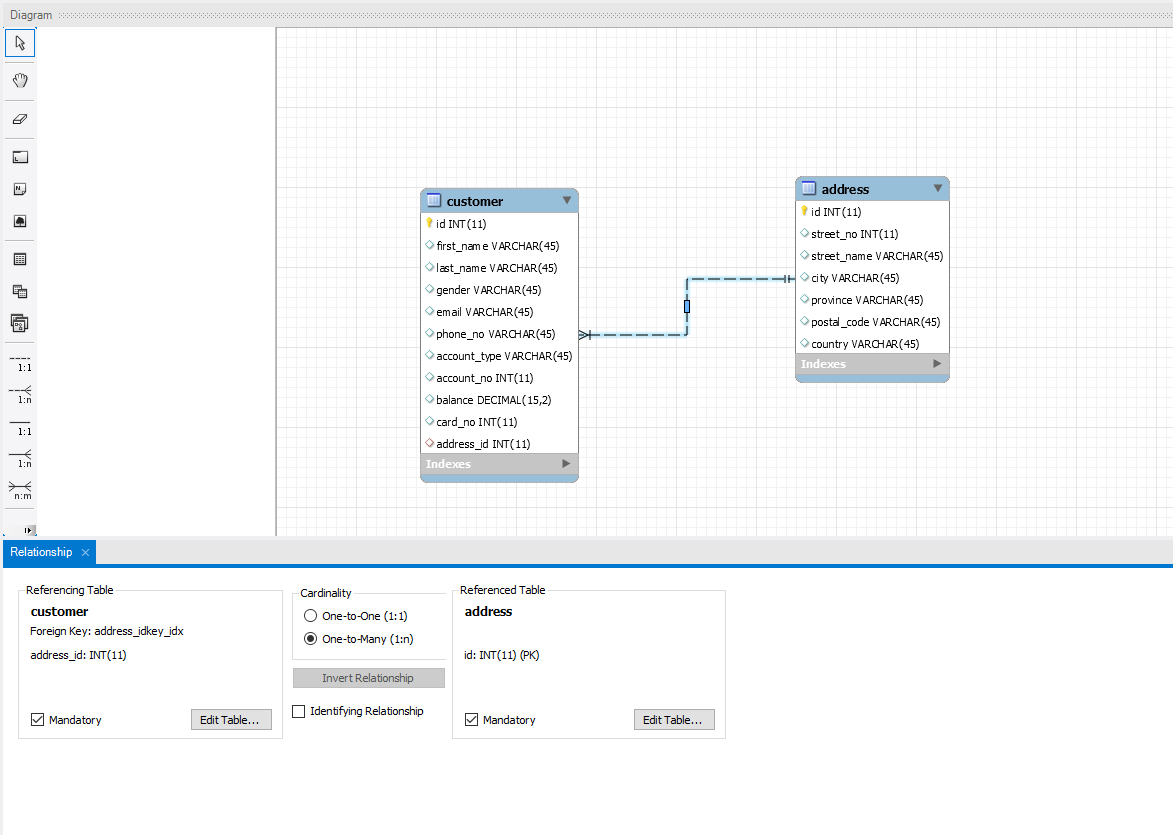 Diagram
1:1
1:n
1:1
1:n
n:m
customer
id INT(11)
first_name VARCHAR(45)
last_name VARCHAR(45)
gender VARCHAR(45)
email VARCHAR(45)
phone_no VARCHAR(45)
account_type VARCHAR(45)
account_no INT(11)
balance DECIMAL(15,2)
card_no INT(11)
address_id INT(11)
Indexes
address
id INT(11)
street_no INT(11)
street_name VARCHAR(45)
city VARCHAR(45)
province VARCHAR(45)
postal_code VARCHAR(45)
country VARCHAR(45)
Indexes
Relationship
Referencing Table
customer
Foreign Key: address_idkey_idx
address_id: INT(11)
Mandatory
Edit Table...
Cardinality
One-to-One (1:1)
One-to-Many (1:n)
Invert Relationship
Identifying Relationship
Referenced Table
address
id: INT(11) (PK)
Mandatory
Edit Table...